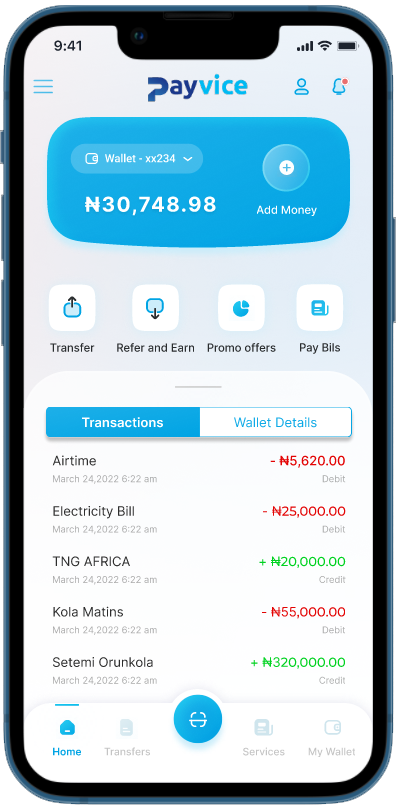 9:41
Payvice
Wallet - xx234
₦30,748.98
Add Money
Transfer Refer and Earn Promo offers Pay Bils
Transactions Wallet Details
Airtime - ₦5,620.00
March 24,2022 6:22 am Debit
Electricity Bill - ₦25,000.00
March 24,2022 6:22 am Debit
TNG AFRICA + ₦20,000.00
March 24,2022 6:22 am Credit
Kola Matins - ₦55,000.00
March 24,2022 6:22 am Debit
Setemi Orunkola + ₦320,000.00
March 24,2022 6:22 am Credit
Home Transfers Services My Wallet